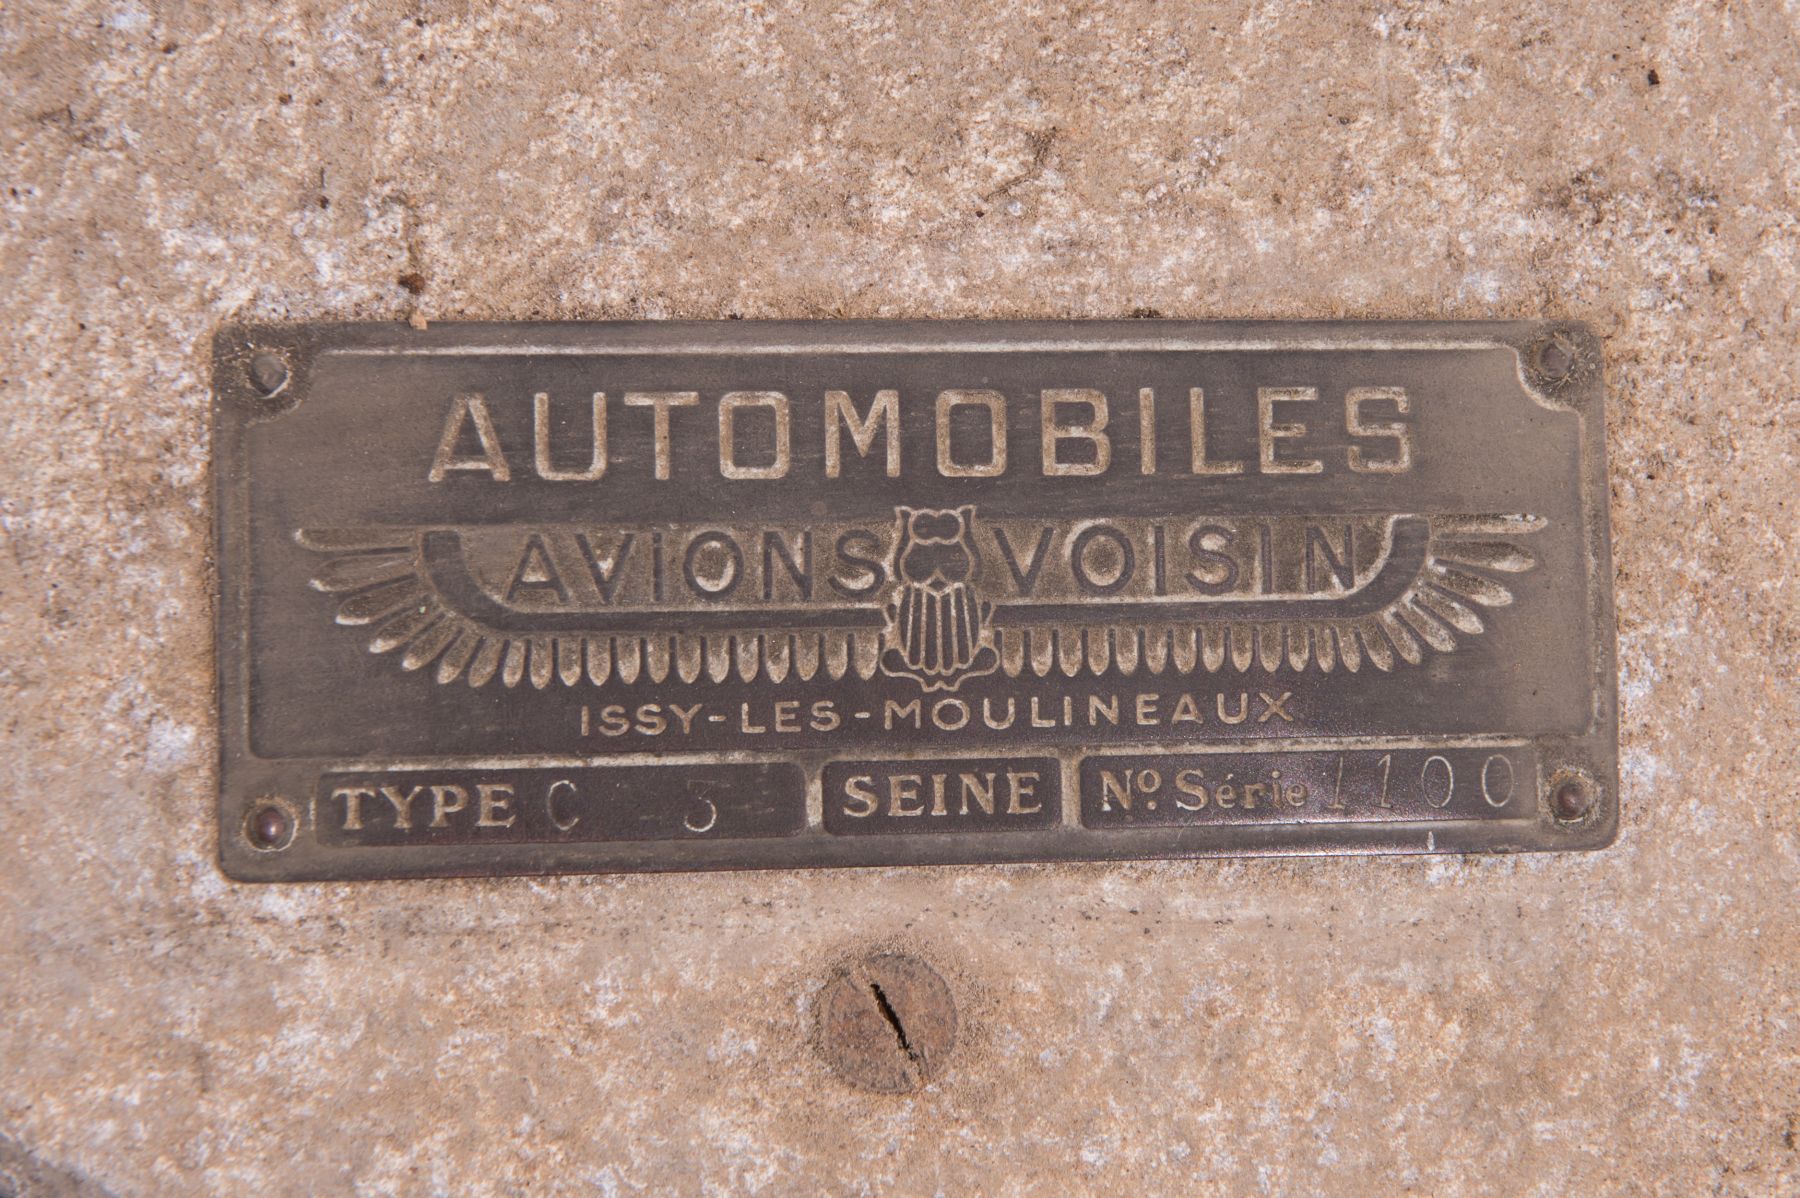 AUTOMOBILES
AVIONS VOISIN
ISSY-LES-MOULINEAUX
TYPE C 3 SEINE Nº. Série 1100